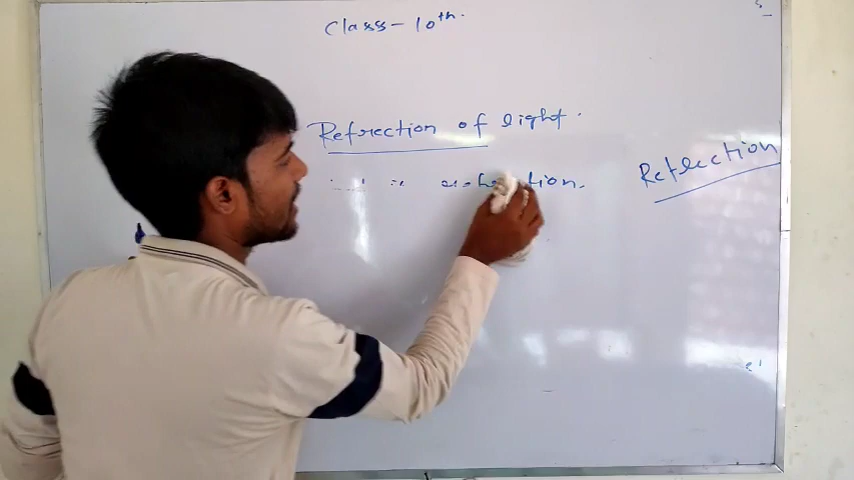 Class - 10th.
Refrection of light.
Reflection